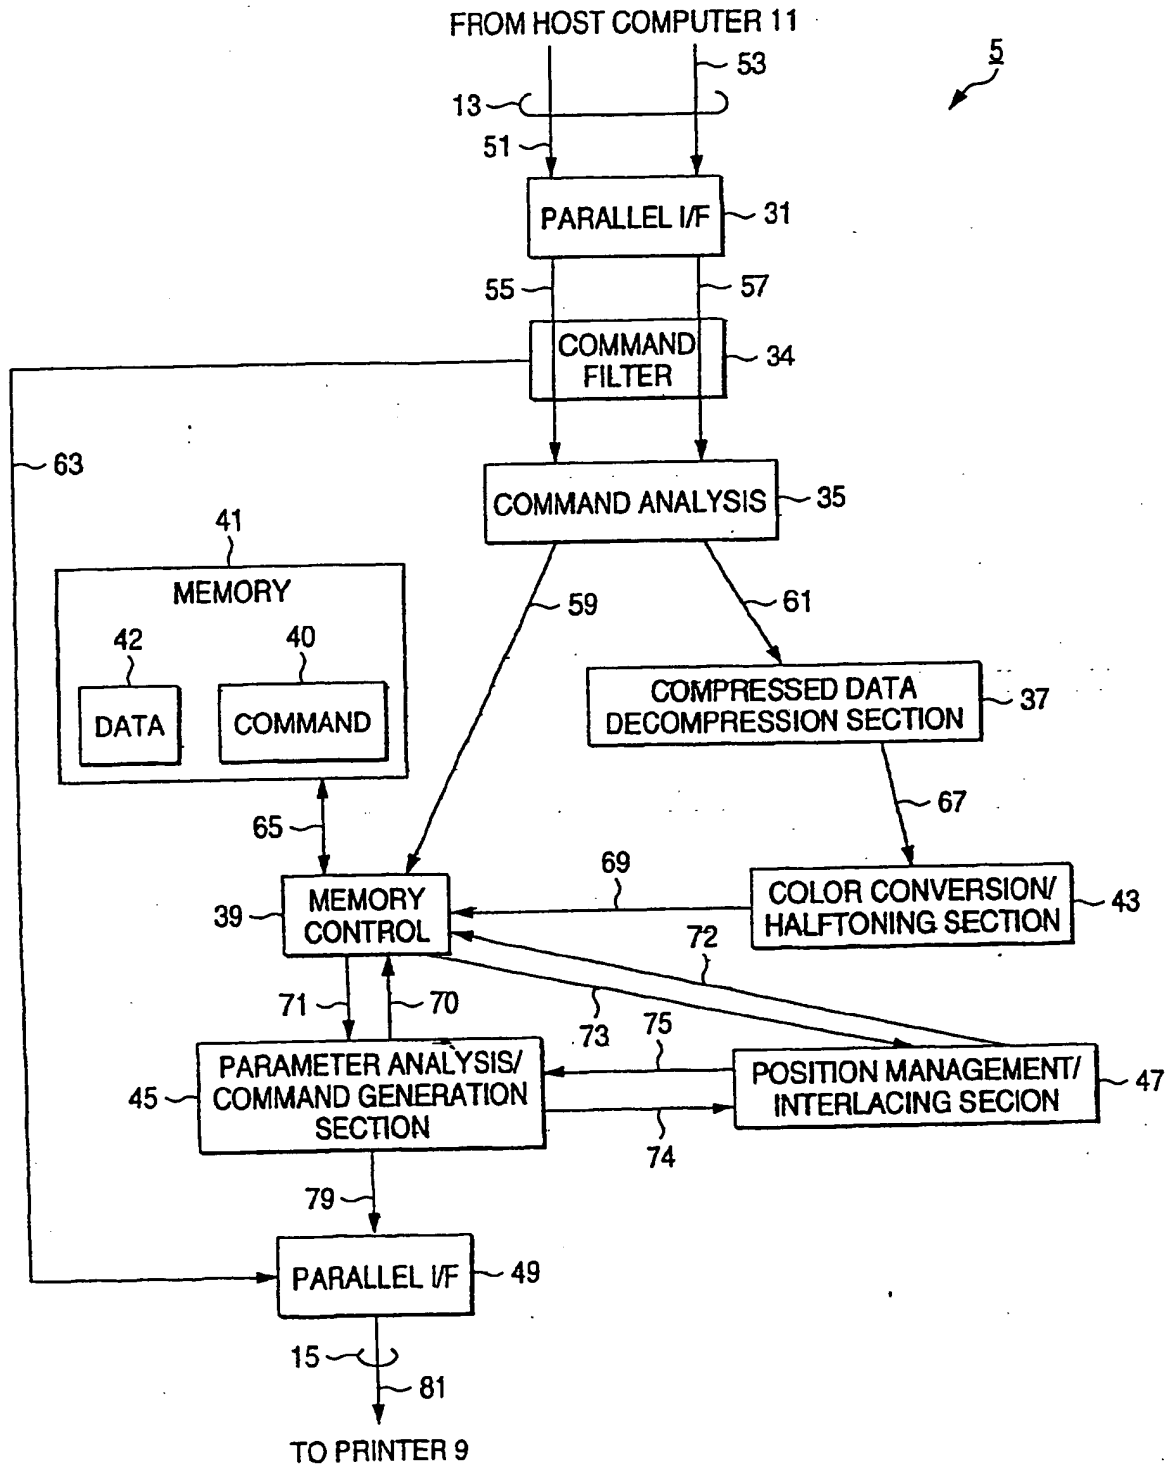 FROM HOST COMPUTER 11
5
53
13
51
PARALLEL I/F
31
55
57
COMMAND
FILTER
34
63
COMMAND ANALYSIS
35
41
MEMORY
59
61
42
40
DATA
COMMAND
COMPRESSED DATA
DECOMPRESSION SECTION
37
65
67
69
39
MEMORY
CONTROL
COLOR CONVERSION/
HALFTONING SECTION
43
72
71
70
73
75
45
PARAMETER ANALYSIS/
COMMAND GENERATION
SECTION
POSITION MANAGEMENT/
INTERLACING SECION
47
74
79
PARALLEL I/F
49
15
81
TO PRINTER 9